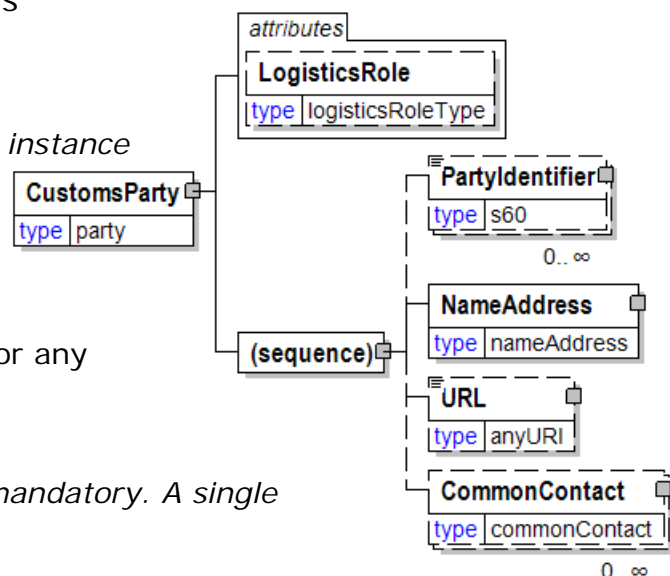 s
attributes
LogisticsRole
type logisticsRoleType
instance
CustomsParty
type party
PartyIdentifier
type s60
0.. ∞
NameAddress
type nameAddress
or any
(sequence)
URL
type anyURI
mandatory. A single
CommonContact
type commonContact
0.. ∞